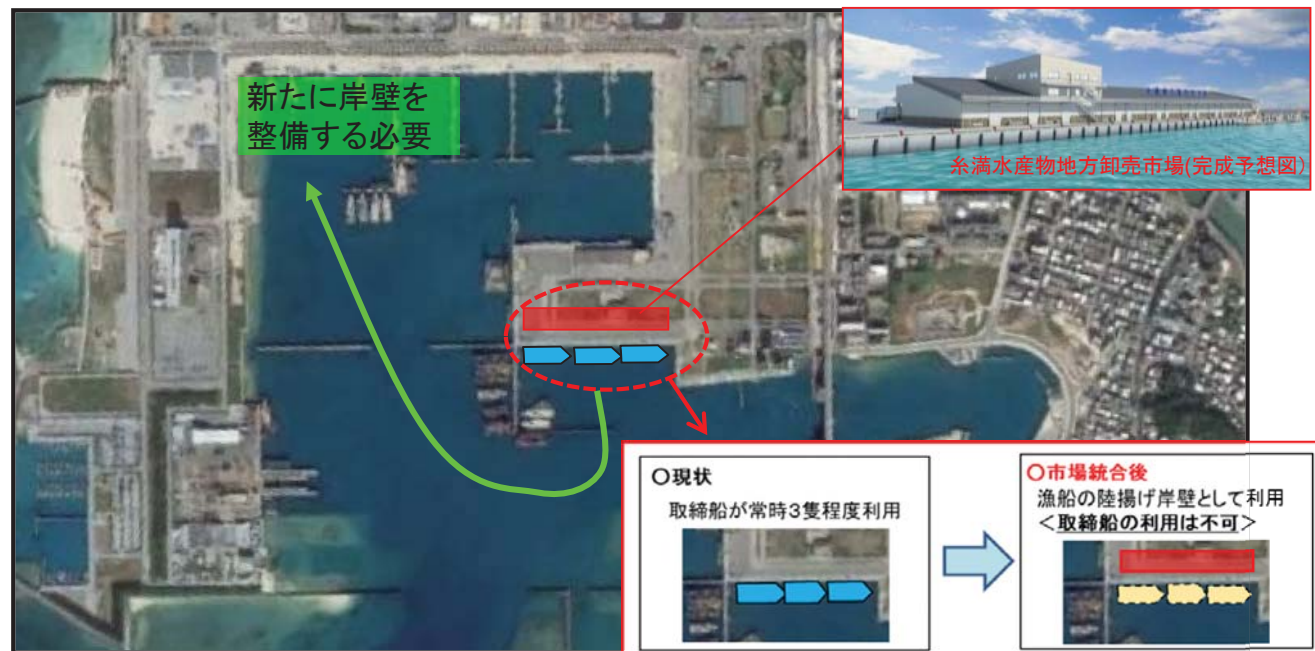 新たに岸壁を
整備する必要
糸満水産物地方卸売市場(完成予想図)
〇現状
取締船が常時3隻程度利用
〇市場統合後
漁船の陸揚げ岸壁として利用
<取締船の利用は不可>